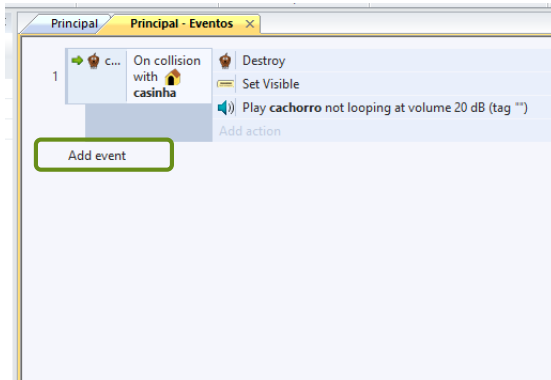 Principal
Principal - Eventos ×
1
c...
On collision
with
casinha
Destroy
Set Visible
Play cachorro not looping at volume 20 dB (tag "")
Add action
Add event